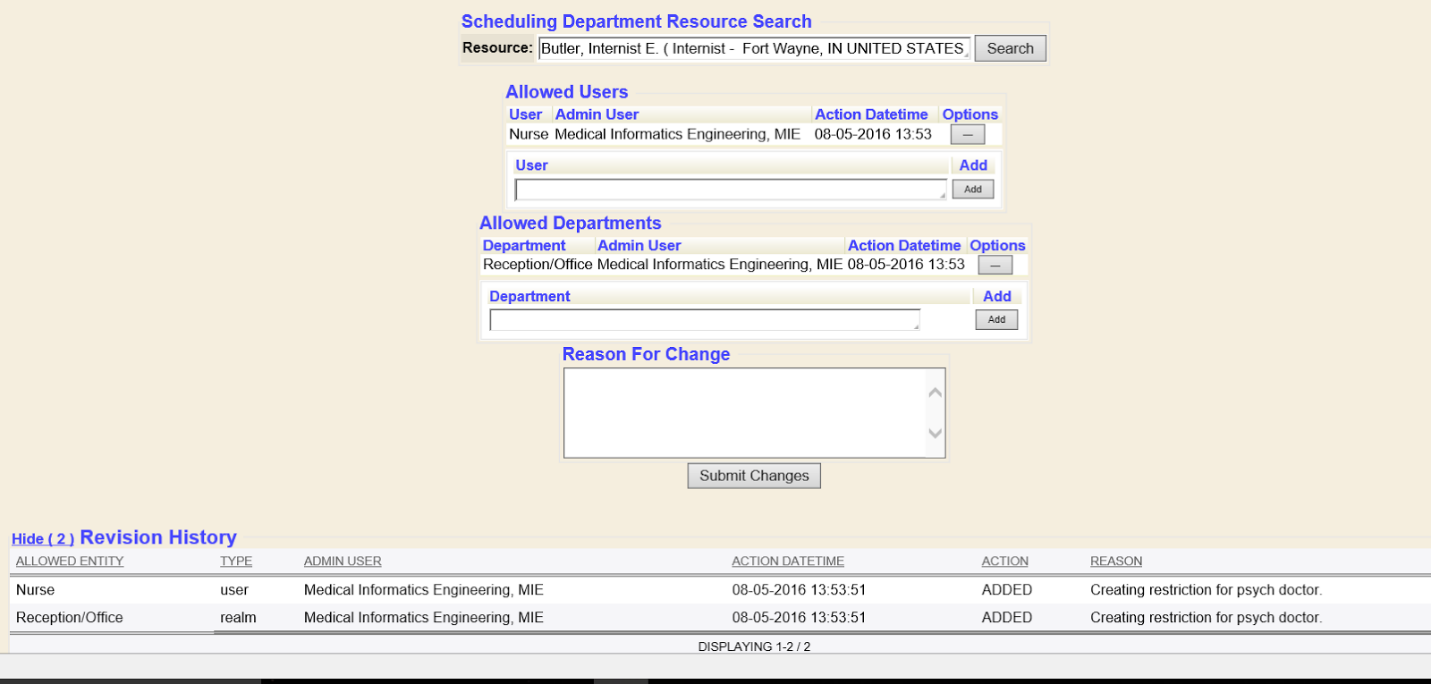 Scheduling Department Resource Search
Resource: Butler, Internist E. ( Internist - Fort Wayne, IN UNITED STATES Search
Allowed Users
User Admin User Action Datetime Options
Nurse Medical Informatics Engineering, MIE 08-05-2016 13:53 —
User Add
Add
Allowed Departments
Department Admin User Action Datetime Options
Reception/Office Medical Informatics Engineering, MIE 08-05-2016 13:53 —
Department Add
Add
Reason For Change
Submit Changes
Hide ( 2 ) Revision History
ALLOWED ENTITY TYPE ADMIN USER ACTION DATETIME ACTION REASON
Nurse user Medical Informatics Engineering, MIE 08-05-2016 13:53:51 ADDED Creating restriction for psych doctor.
Reception/Office realm Medical Informatics Engineering, MIE 08-05-2016 13:53:51 ADDED Creating restriction for psych doctor.
DISPLAYING 1-2 / 2